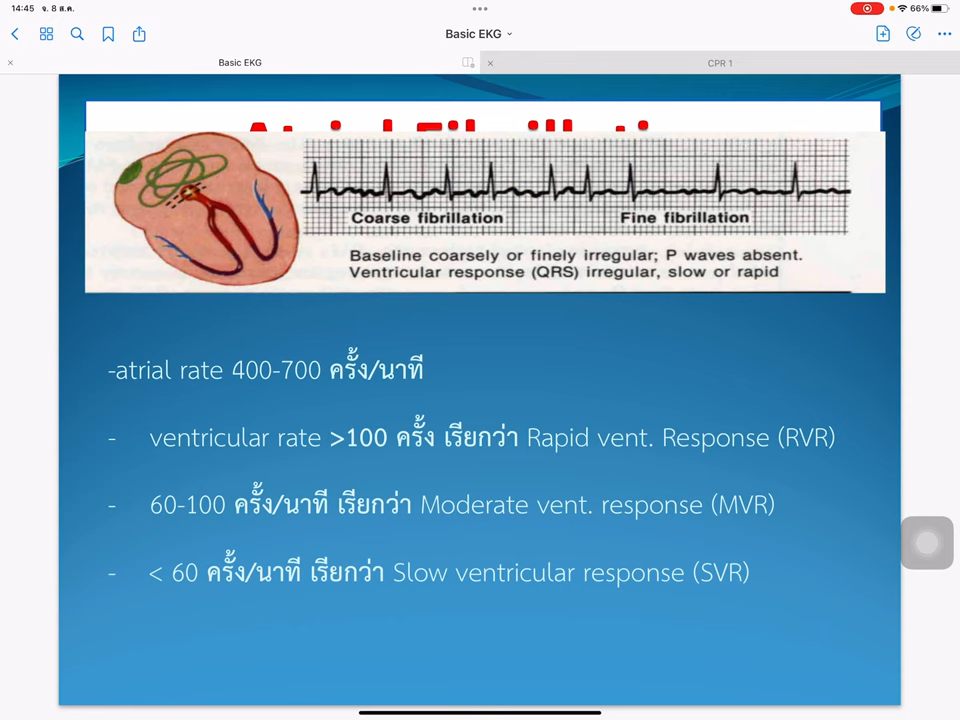 14:45 จ. 8 ส.ค.
66%
Basic EKG
Basic EKG
CPR 1
Atrial Fibrillation
Coarse fibrillation Fine fibrillation
Baseline coarsely or finely irregular; P waves absent.
Ventricular response (QRS) irregular, slow or rapid
-atrial rate 400-700 ครั้ง/นาที
- ventricular rate >100 ครั้ง เรียกว่า Rapid vent. Response (RVR)
- 60-100 ครั้ง/นาที เรียกว่า Moderate vent. response (MVR)
- < 60 ครั้ง/นาที เรียกว่า Slow ventricular response (SVR)